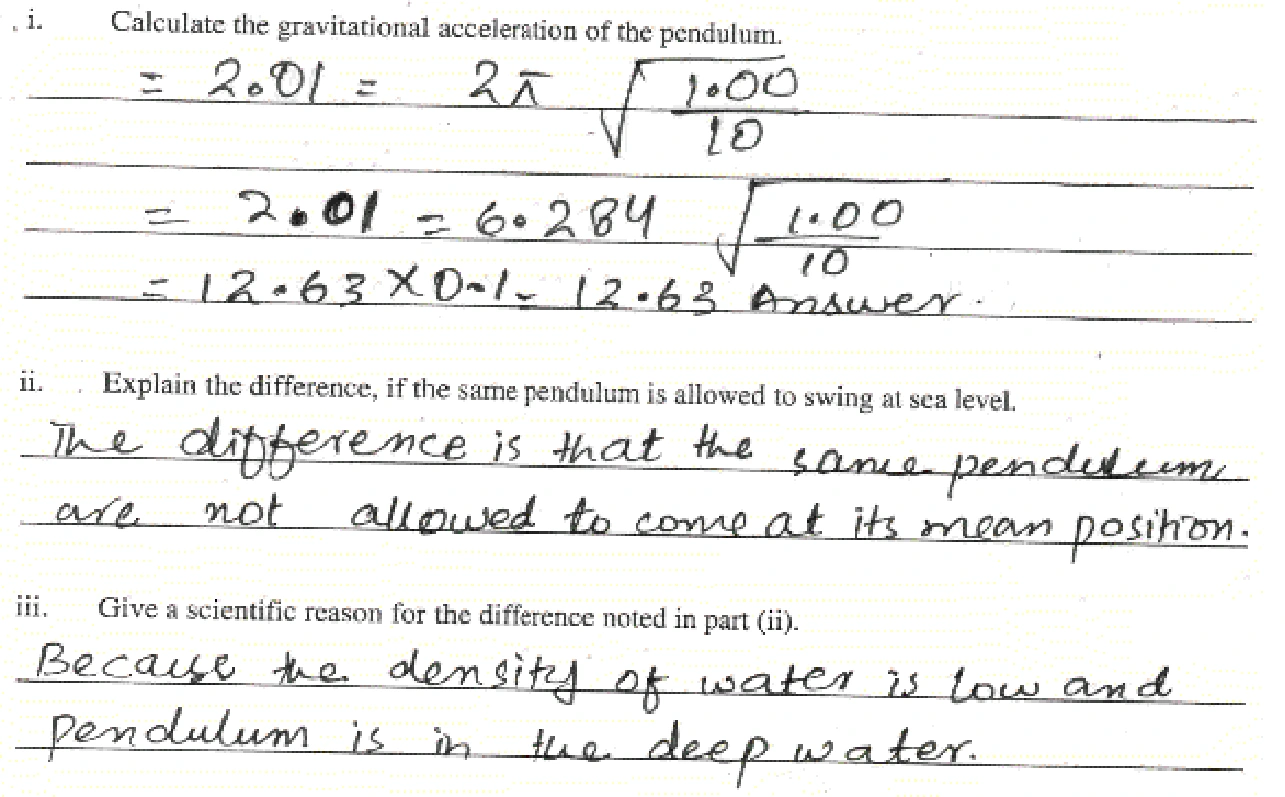 i. Calculate the gravitational acceleration of the pendulum.
= 2.01 = 2π √1.00/10
= 2.01 = 6.284 √1.00/10
= 12.63 X 0.1 = 12.63 Answer.
ii. Explain the difference, if the same pendulum is allowed to swing at sea level.
The difference is that the same pendulum
are not allowed to come at its mean position.
iii. Give a scientific reason for the difference noted in part (ii).
Because the density of water is low and
pendulum is in the deep water.